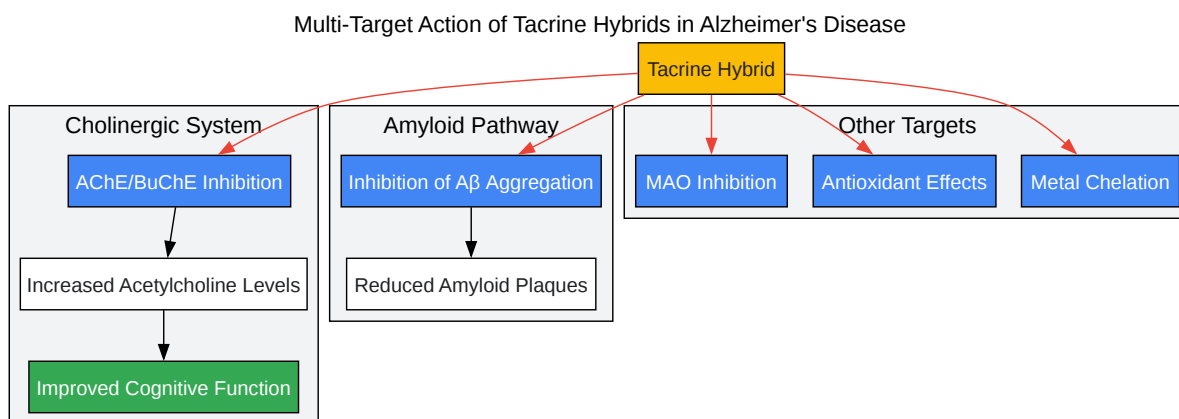 Multi-Target Action of Tacrine Hybrids in Alzheimer's Disease
Tacrine Hybrid
Cholinergic System
AChE/BuChE Inhibition
Increased Acetylcholine Levels
Improved Cognitive Function
Amyloid Pathway
Inhibition of Aβ Aggregation
Reduced Amyloid Plaques
Other Targets
MAO Inhibition
Antioxidant Effects
Metal Chelation